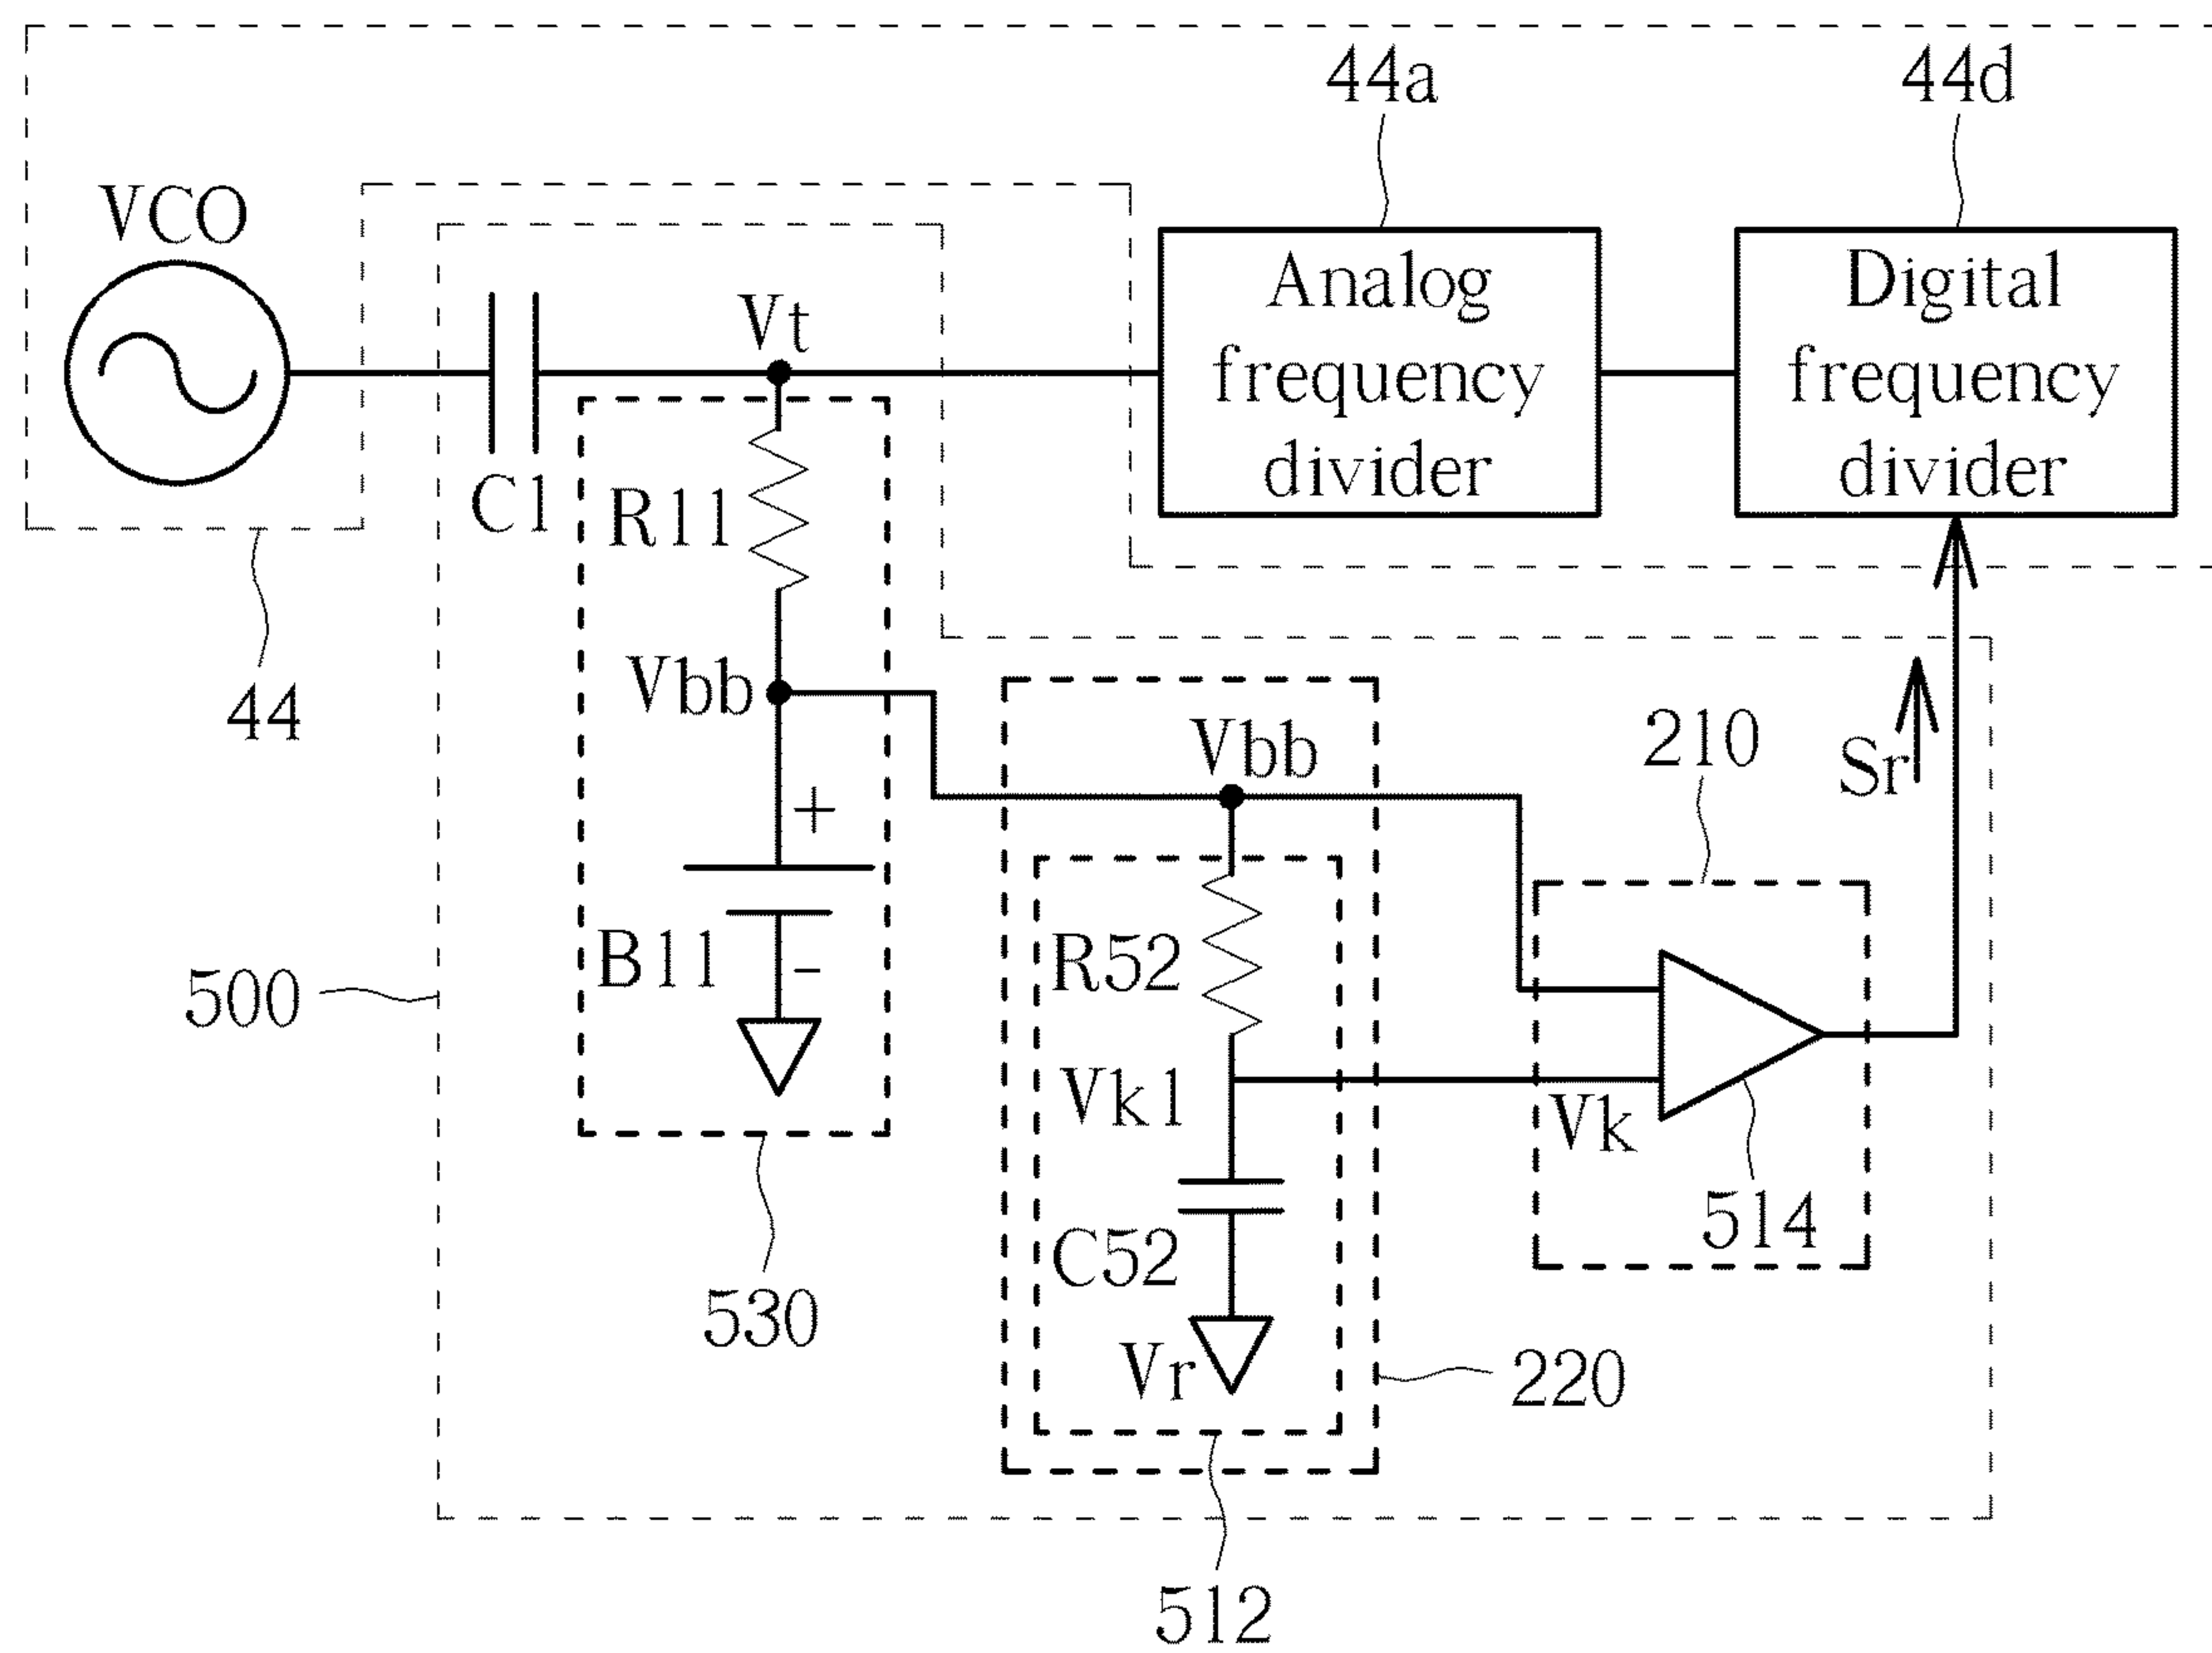 44a
44d
VCO
Analog
frequency
divider
Digital
frequency
divider
Vt
C1
R11
44
Vbb
+
B11
-
500
530
Vbb
R52
Vk1
C52
Vr
512
220
210
Sr
Vk
514